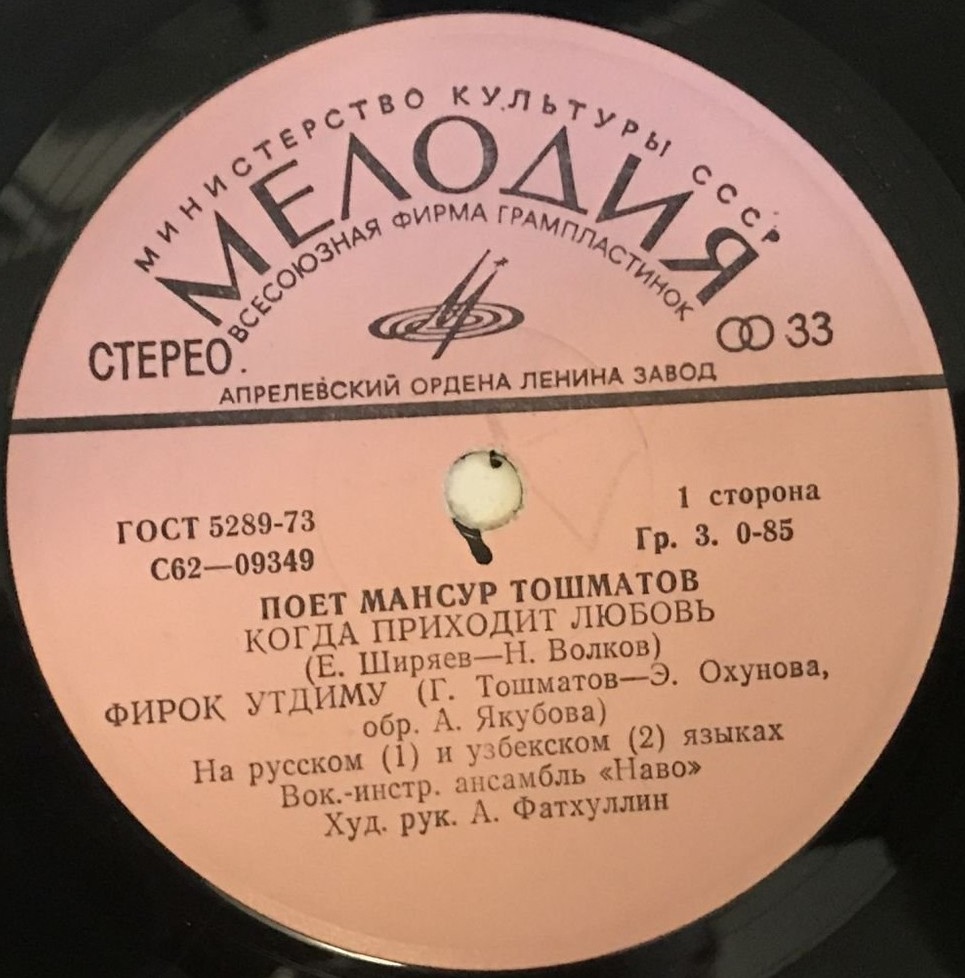 МИНИСТЕРСТВО КУЛЬТУРЫ СССР
МЕЛОДИЯ
ВСЕСОЮЗНАЯ ФИРМА ГРАМПЛАСТИНОК
СТЕРЕО
33
АПРЕЛЕВСКИЙ ОРДЕНА ЛЕНИНА ЗАВОД
ГОСТ 5289-73
С62—09349
1 сторона
Гр. 3. 0-85
ПОЕТ МАНСУР ТОШМАТОВ
КОГДА ПРИХОДИТ ЛЮБОВЬ
(Е. Ширяев—Н. Волков)
ФИРОК УТДИМУ (Г. Тошматов—Э. Охунова,
обр. А. Якубова)
На русском (1) и узбекском (2) языках
Вок.-инстр. ансамбль «Наво»
Худ. рук. А. Фатхуллин